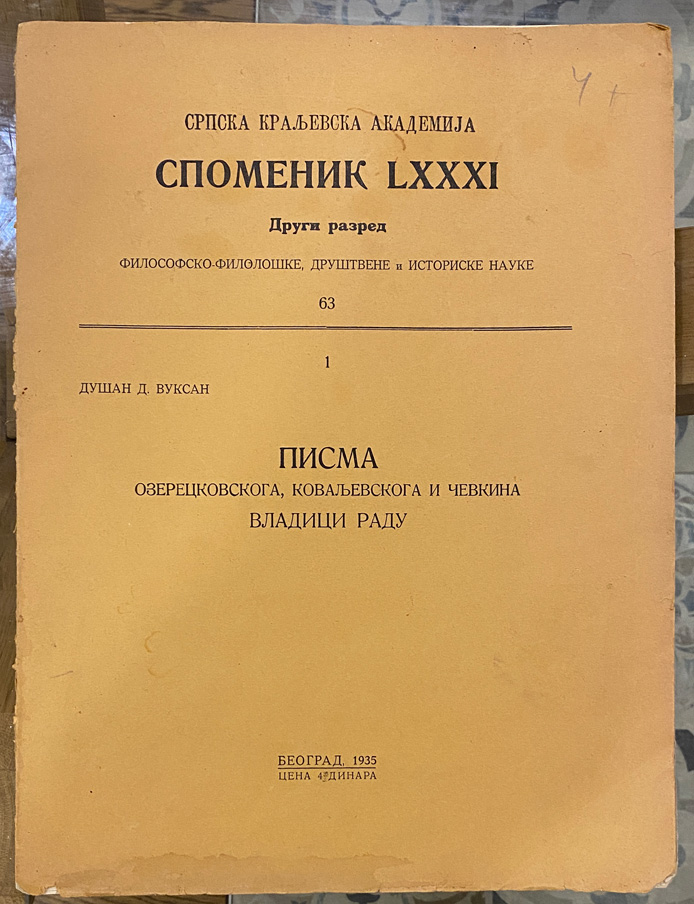 Ч +
СРПСКА КРАЉЕВСКА АКАДЕМИЈА
СПОМЕНИК LXXXI
Други разред
ФИЛОСОФСКО-ФИЛОЛОШКЕ, ДРУШТВЕНЕ и ИСТОРИСКЕ НАУКЕ
63
1
ДУШАН Д. ВУКСАН
ПИСМА
ОЗЕРЕЦКОВСКОГА, КОВАЉЕВСКОГА И ЧЕВКИНА
ВЛАДИЦИ РАДУ
БЕОГРАД, 1935
ЦЕНА 4 ДИНАРА